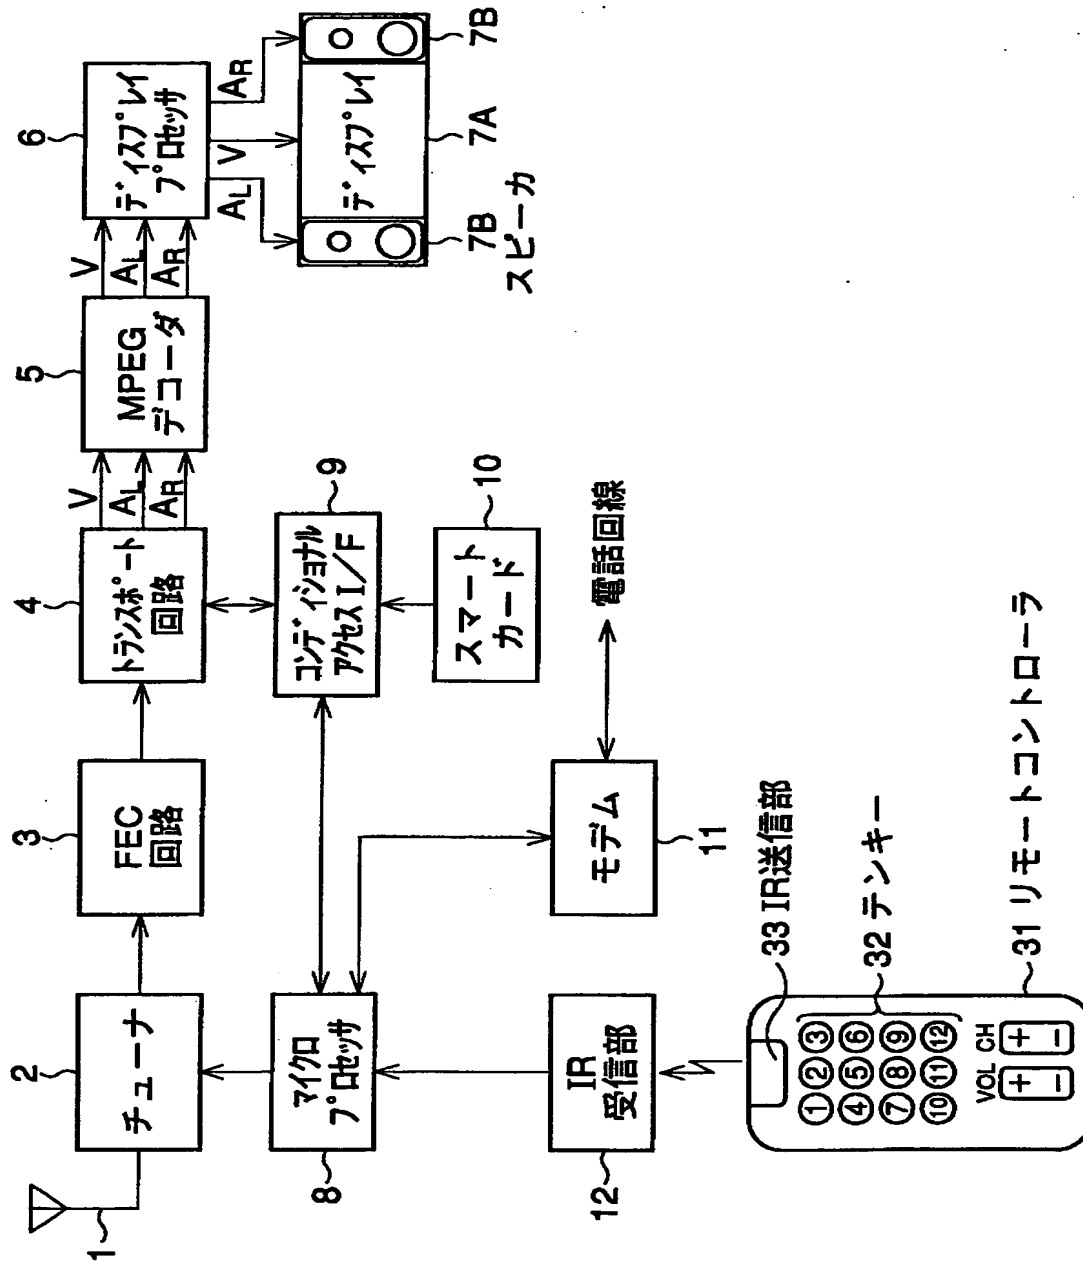 1
2
チューナ
3
FEC
回路
4
トランスポート
回路
V
AL
AR
5
MPEG
デコーダ
V
AL
AR
6
ディスプレイ
プロセッサ
AL
V
AR
ディスプレイ
7B
7A
7B
スピーカ
8
マイクロ
プロセッサ
9
コンディショナル
アクセスI/F
10
スマート
カード
電話回線
11
モデム
12
IR
受信部
33 IR送信部
32 テンキー
31 リモートコントローラ
1 2 3
4 5 6
7 8 9
10 11 12
VOL CH
+ +
− −